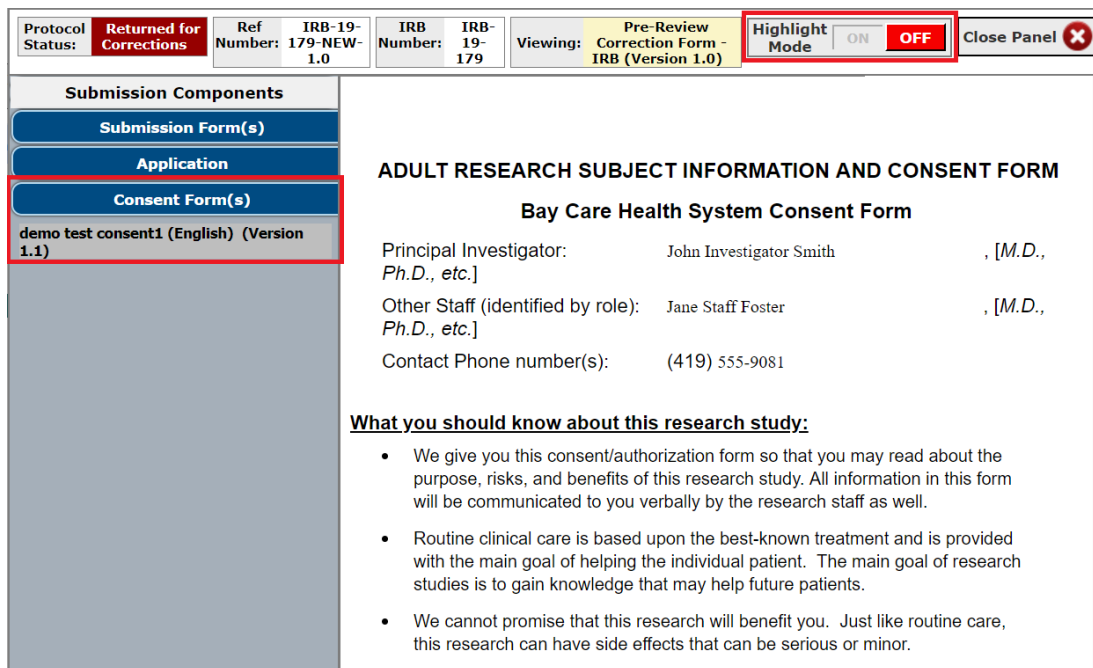 Protocol Status: Returned for Corrections Ref Number: IRB-19-179-NEW-1.0 IRB Number: IRB-19-179 Viewing: Pre-Review Correction Form - IRB (Version 1.0) Highlight Mode ON OFF Close Panel
Submission Components
Submission Form(s)
Application
Consent Form(s)
demo test consent1 (English) (Version
1.1)
ADULT RESEARCH SUBJECT INFORMATION AND CONSENT FORM
Bay Care Health System Consent Form
Principal Investigator: John Investigator Smith , [M.D.,
Ph.D., etc.]
Other Staff (identified by role): Jane Staff Foster , [M.D.,
Ph.D., etc.]
Contact Phone number(s): (419) 555-9081
What you should know about this research study:
• We give you this consent/authorization form so that you may read about the
purpose, risks, and benefits of this research study. All information in this form
will be communicated to you verbally by the research staff as well.
• Routine clinical care is based upon the best-known treatment and is provided
with the main goal of helping the individual patient. The main goal of research
studies is to gain knowledge that may help future patients.
• We cannot promise that this research will benefit you. Just like routine care,
this research can have side effects that can be serious or minor.